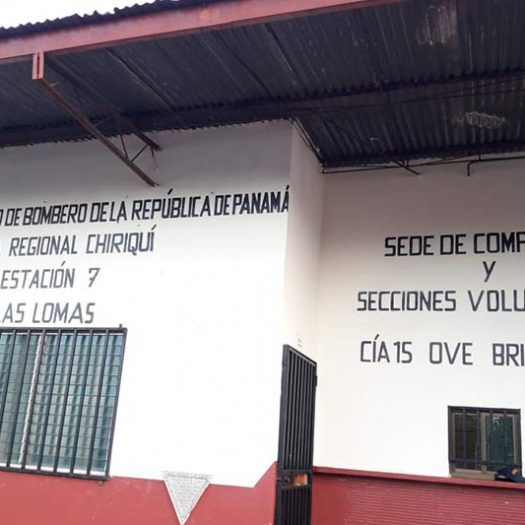 O DE BOMBERO DE LA REPÚBLICA DE PANAMÁ
REGIONAL CHIRIQUÍ
ESTACIÓN 7
LAS LOMAS
SEDE DE COMP
Y
SECCIONES VOLU
CÍA 15 OVE BRI